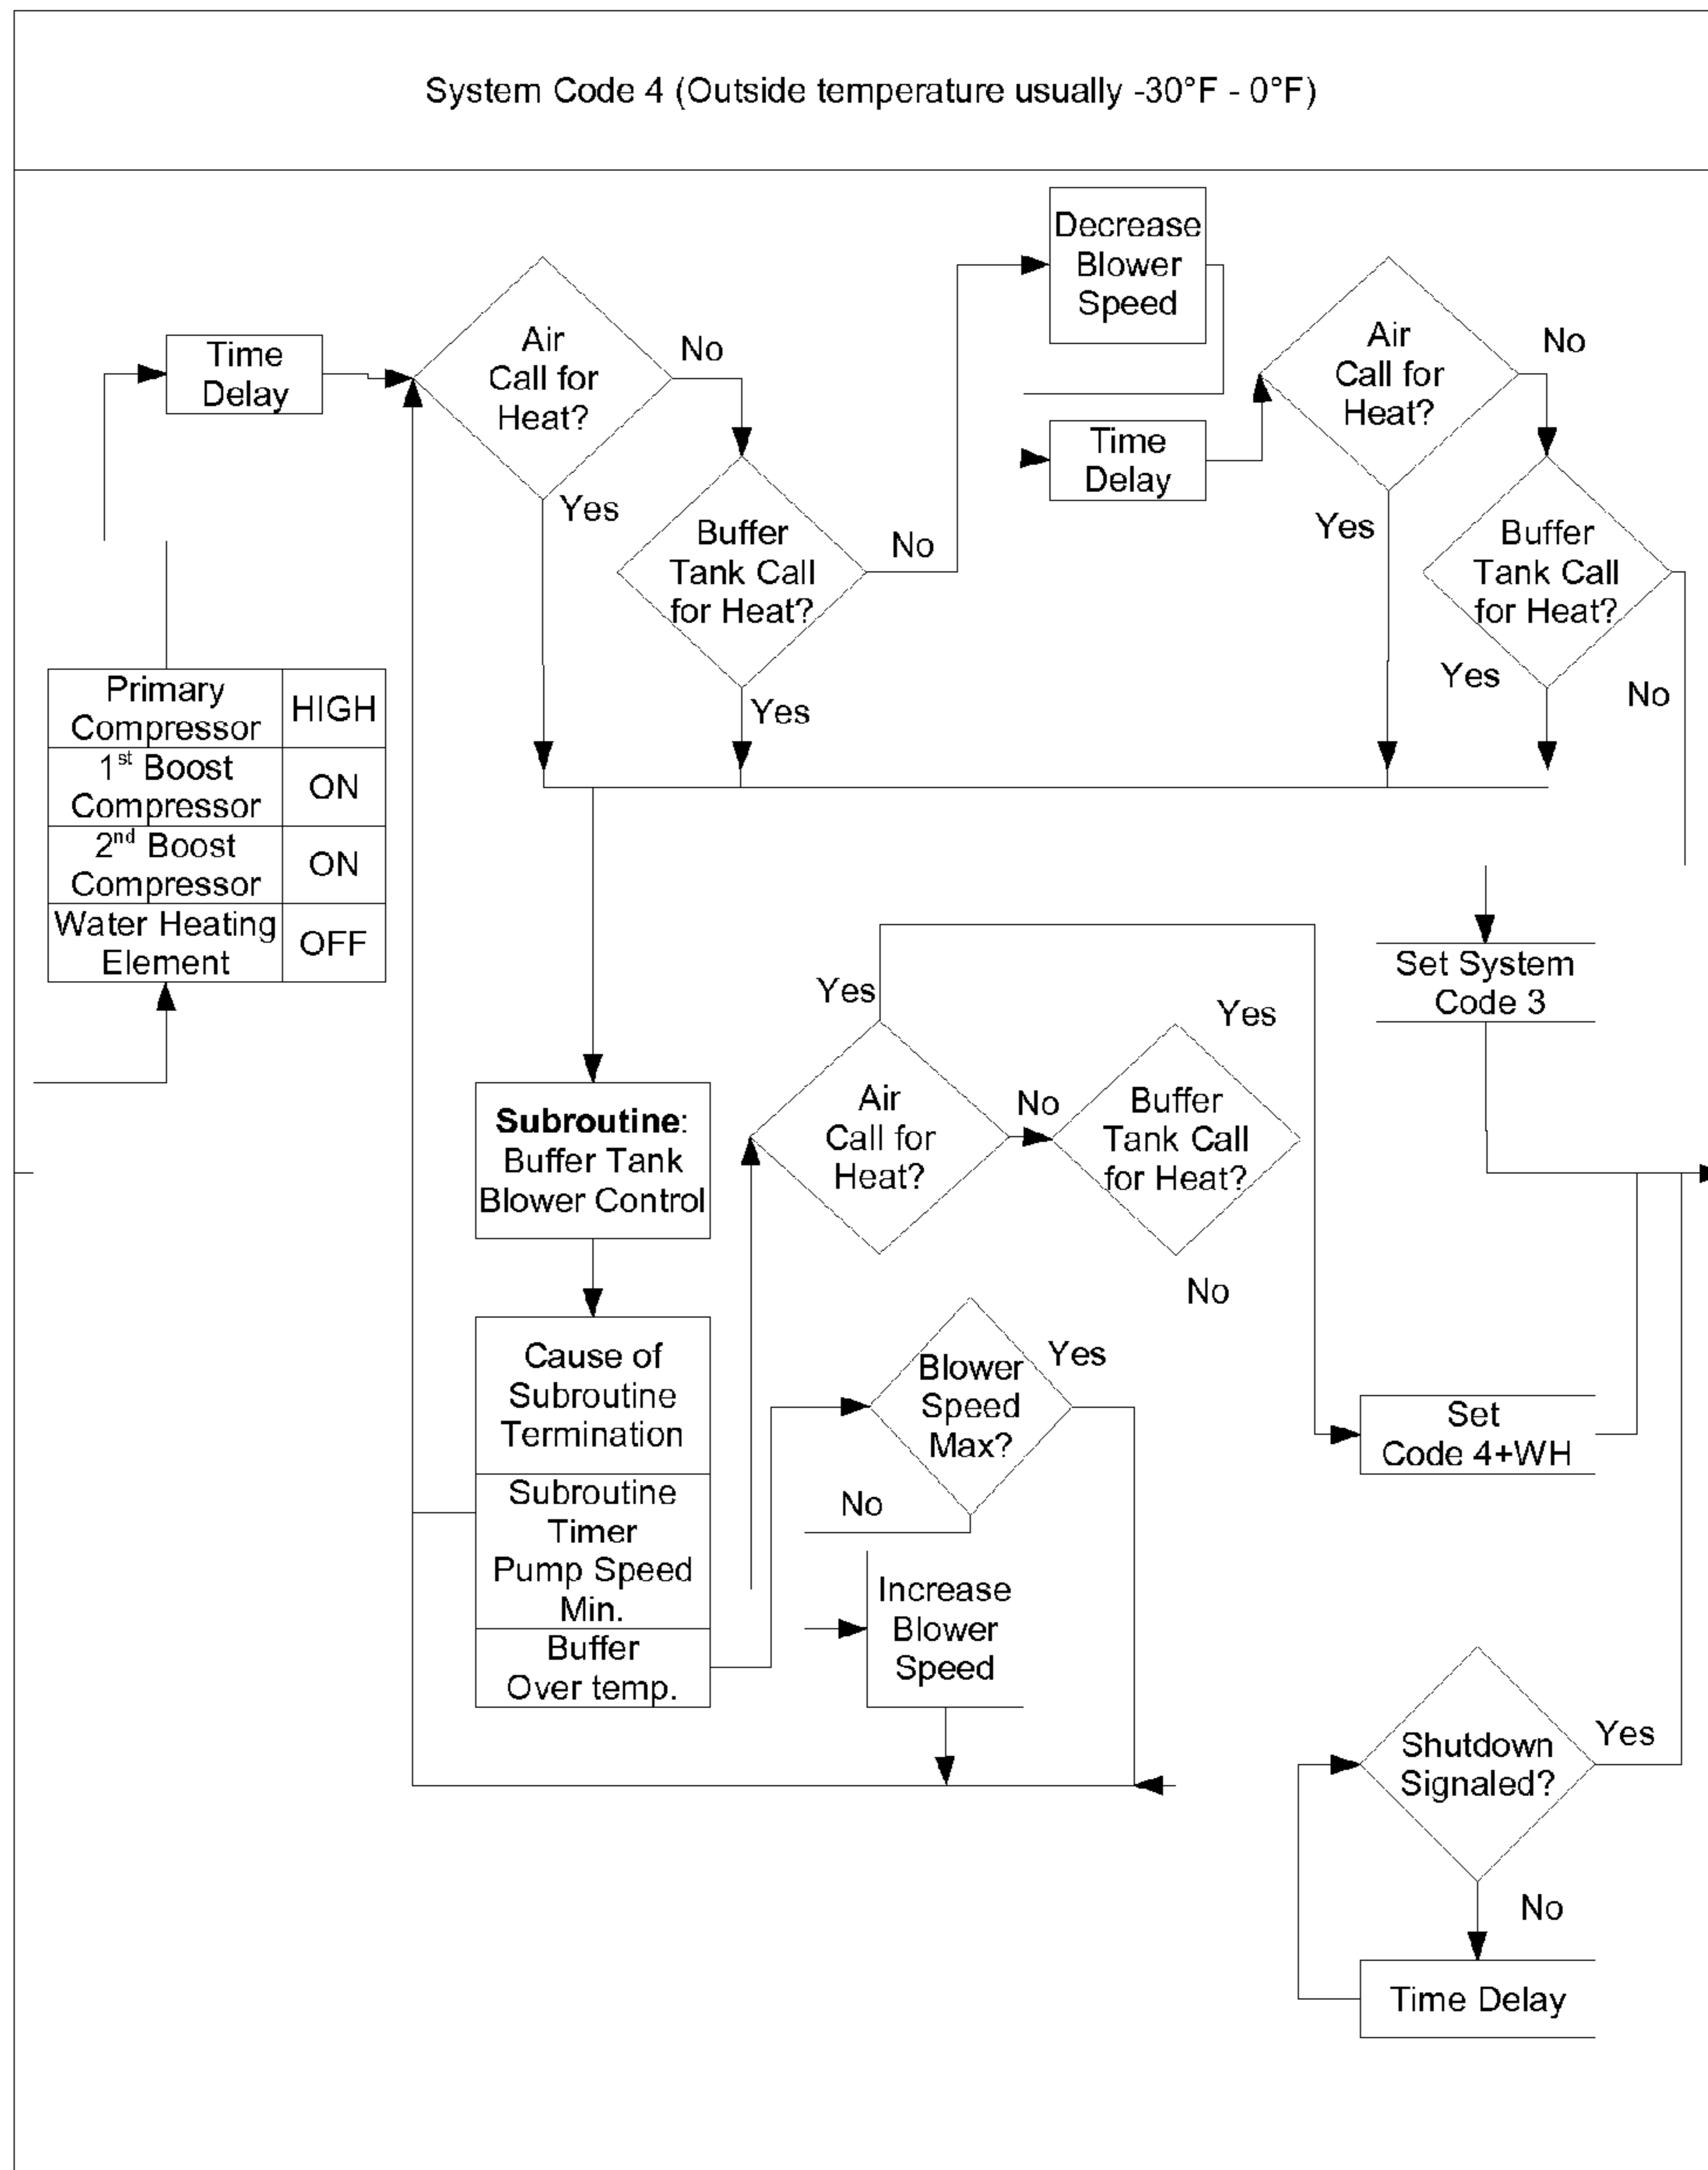 System Code 4 (Outside temperature usually -30°F - 0°F)
Time
Delay
Air
Call for
Heat?
No
Yes
Buffer
Tank Call
for Heat?
No
Yes
Decrease
Blower
Speed
Time
Delay
Air
Call for
Heat?
No
Yes
Buffer
Tank Call
for Heat?
Yes
No
Primary
Compressor
HIGH
1st Boost
Compressor
ON
2nd Boost
Compressor
ON
Water Heating
Element
OFF
Set System
Code 3
Subroutine:
Buffer Tank
Blower Control
Yes
Air
Call for
Heat?
No
Yes
Buffer
Tank Call
for Heat?
No
Cause of
Subroutine
Termination
Subroutine
Timer
Pump Speed
Min.
Buffer
Over temp.
Blower
Speed
Max?
Yes
No
Increase
Blower
Speed
Set
Code 4+WH
Shutdown
Signaled?
Yes
No
Time Delay